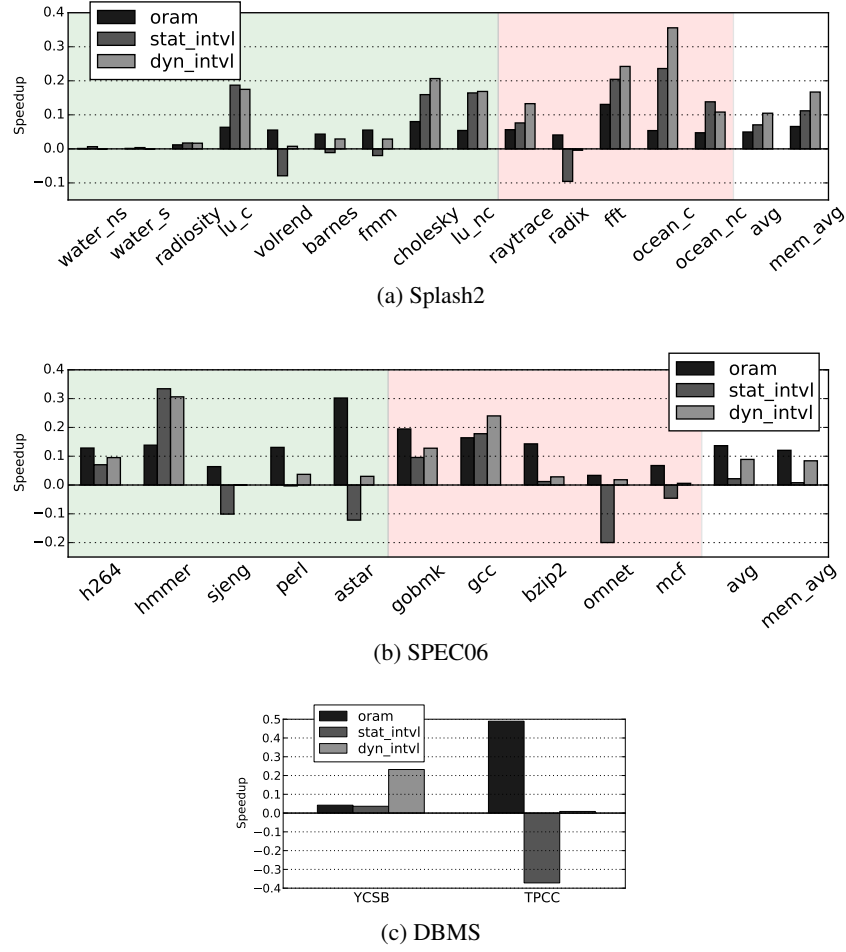 oram
stat_intvl
dyn_intvl
Speedup
0.4
0.3
0.2
0.1
0.0
−0.1
water_ns
water_s
radiosity
lu_c
volrend
barnes
fmm
cholesky
lu_nc
raytrace
radix
fft
ocean_c
ocean_nc
avg
mem_avg
(a) Splash2
oram
stat_intvl
dyn_intvl
Speedup
0.4
0.3
0.2
0.1
0.0
−0.1
−0.2
h264
hmmer
sjeng
perl
astar
gobmk
gcc
bzip2
omnet
mcf
avg
mem_avg
(b) SPEC06
oram
stat_intvl
dyn_intvl
Speedup
0.5
0.4
0.3
0.2
0.1
0.0
−0.1
−0.2
−0.3
−0.4
YCSB
TPCC
(c) DBMS